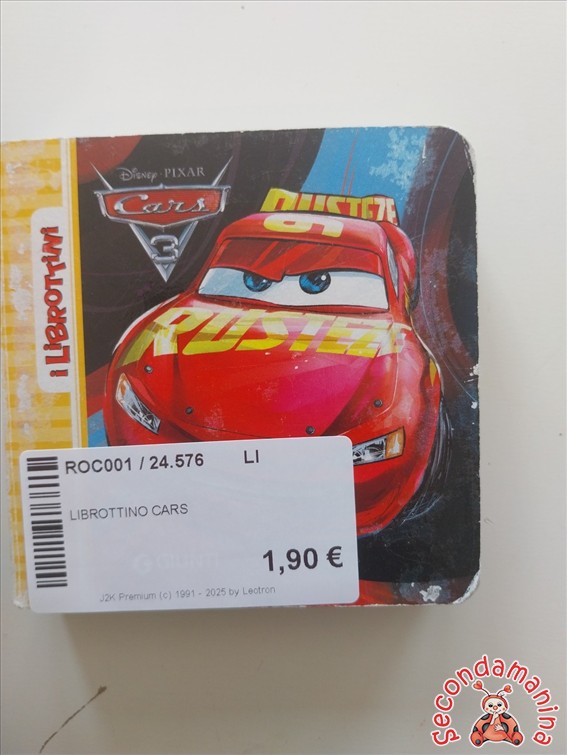 Disney · PIXAR
Cars
3
i LIBROTTINI
RUSTEZE
RUSTEZE
ROC001 / 24.576 LI
LIBROTTINO CARS
1,90 €
J2K Premium (c) 1991 - 2025 by Leotron
Secondamanina